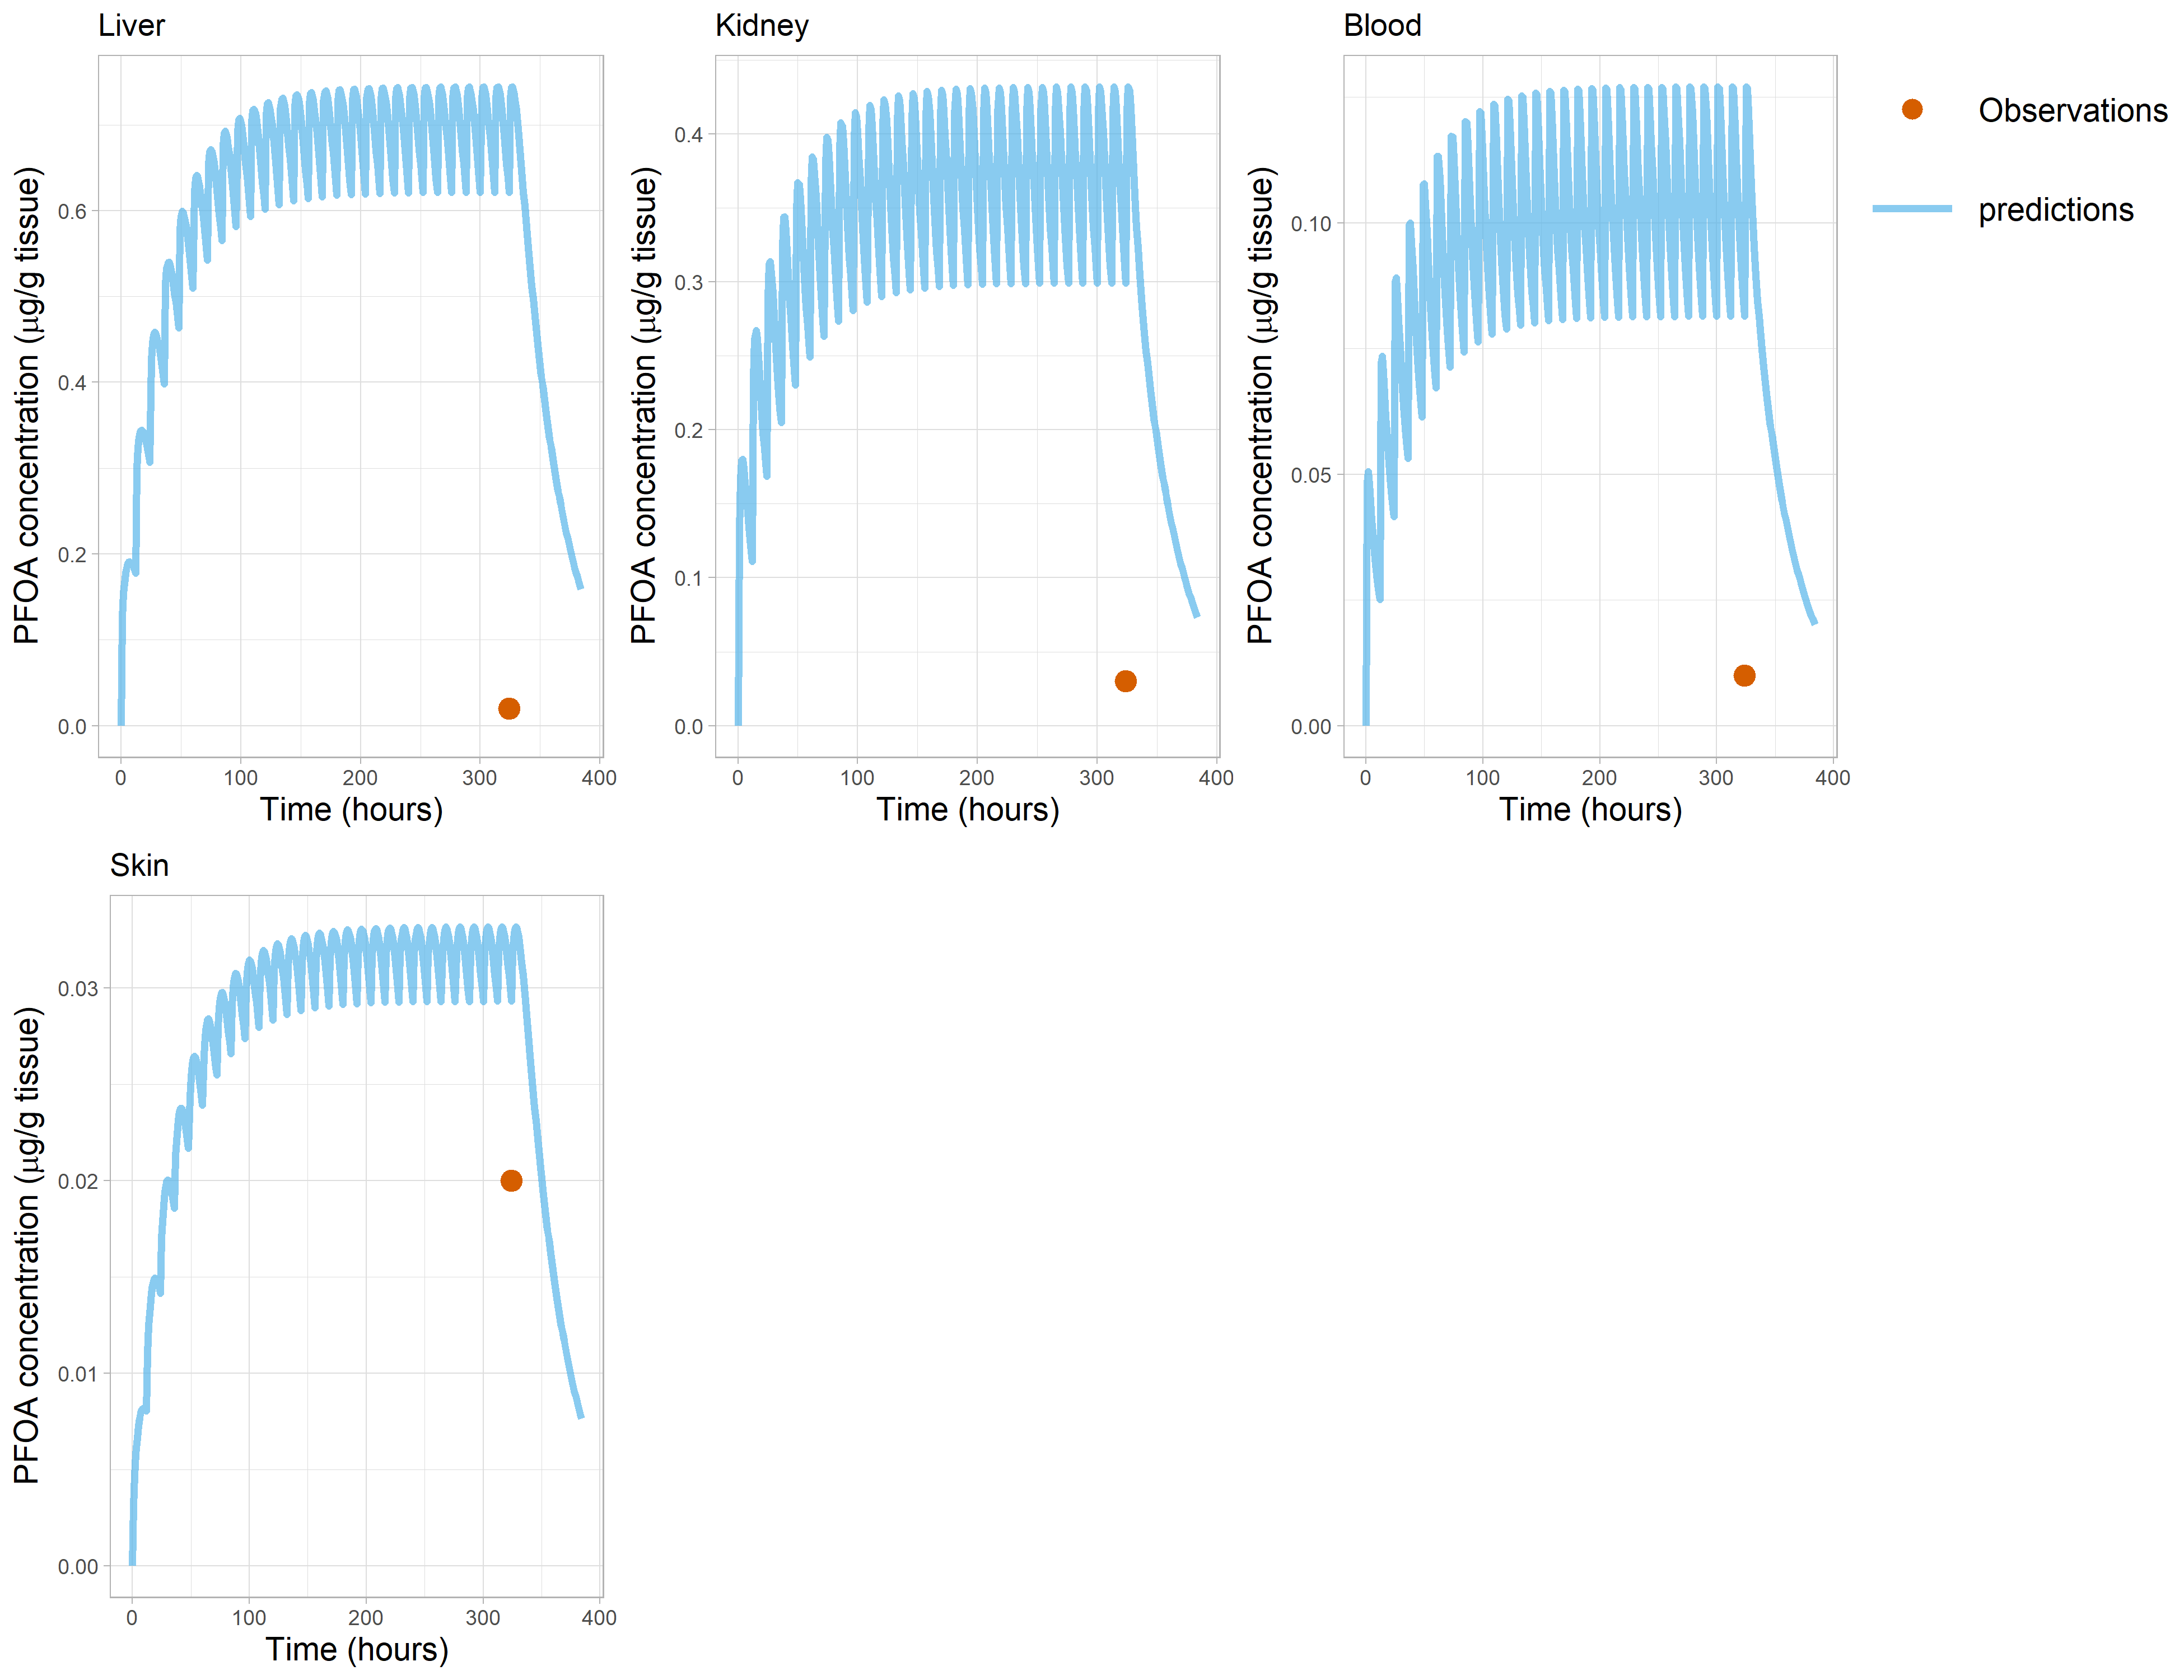 Liver
PFOA concentration (µg/g tissue)
0.6
0.4
0.2
0.0
0 100 200 300 400
Time (hours)
Kidney
PFOA concentration (µg/g tissue)
0.4
0.3
0.2
0.1
0.0
0 100 200 300 400
Time (hours)
Blood
PFOA concentration (µg/g tissue)
0.10
0.05
0.00
0 100 200 300 400
Time (hours)
Observations
predictions
Skin
PFOA concentration (µg/g tissue)
0.03
0.02
0.01
0.00
0 100 200 300 400
Time (hours)